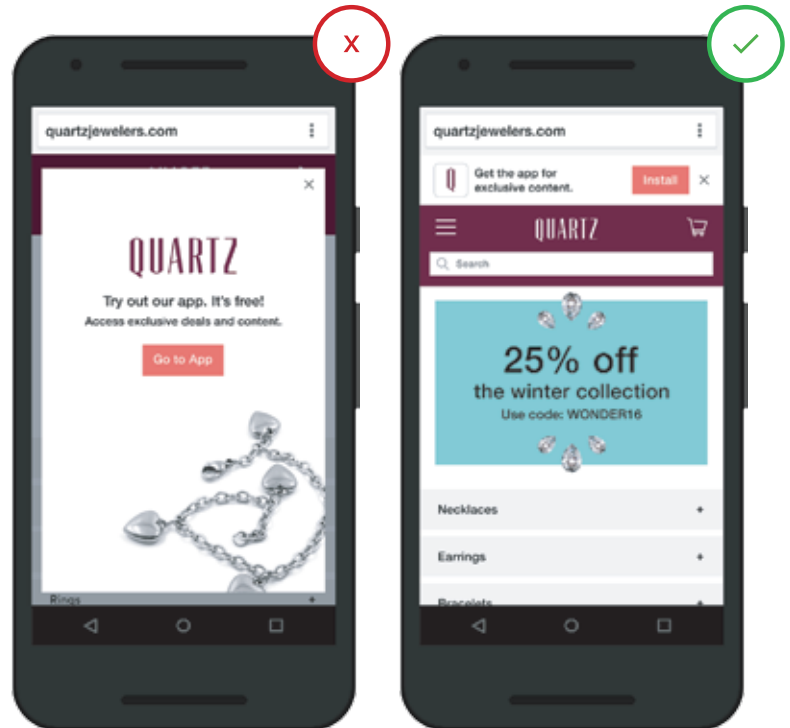 X
quartzjewelers.com
QUARTZ
Try out our app. It's free!
Access exclusive deals and content.
Go to App
Rings +
quartzjewelers.com
Q
Get the app for
exclusive content.
Install
QUARTZ
Search
25% off
the winter collection
Use code: WONDER16
Necklaces +
Earrings +
Bracelets +